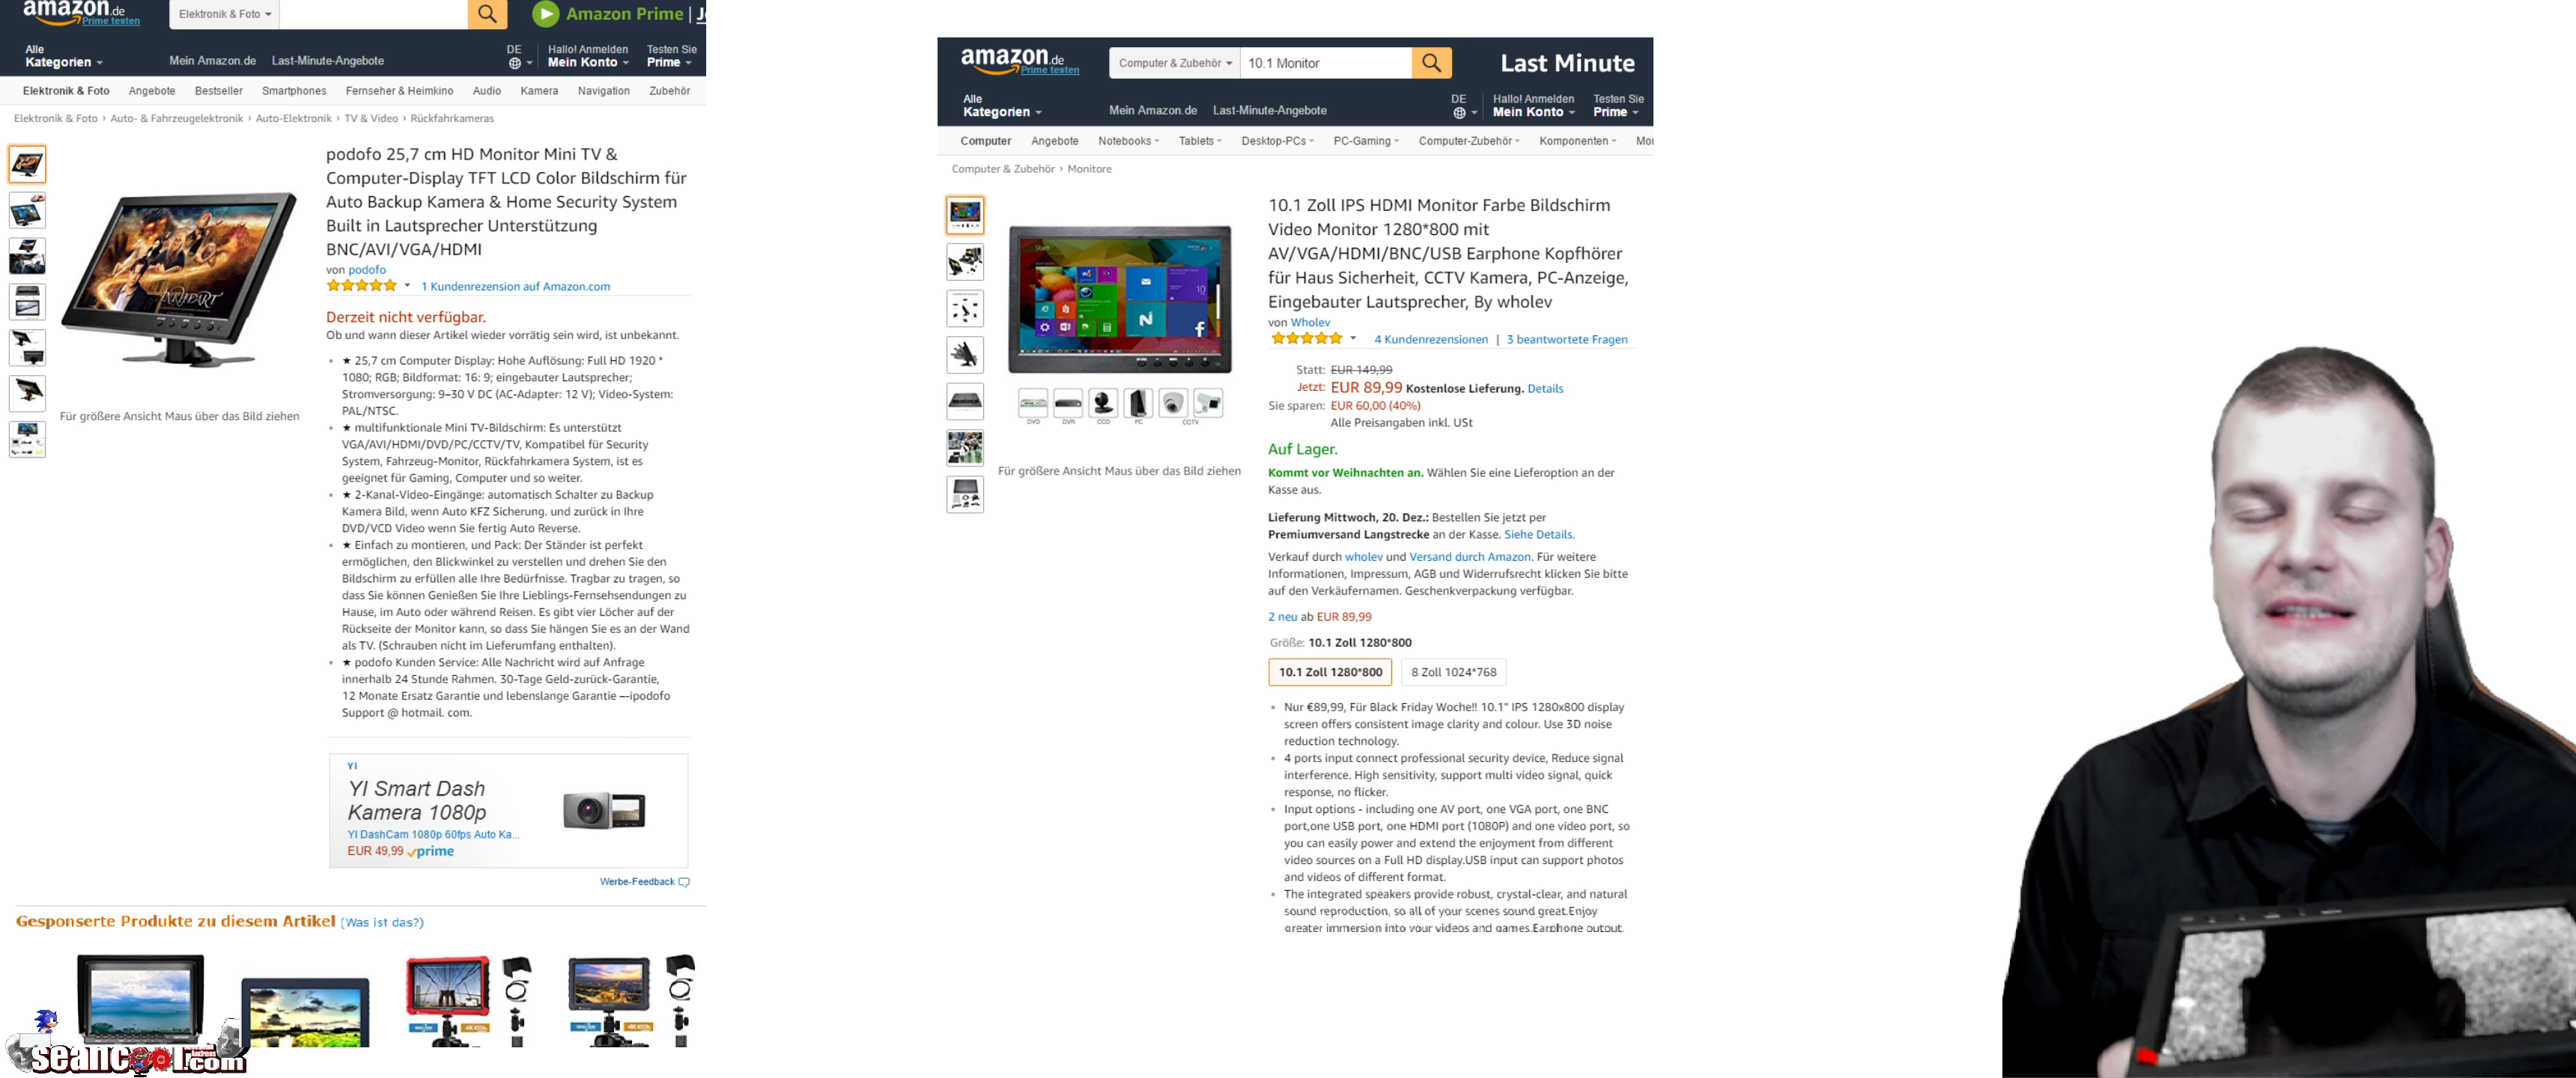 amazon.de
Prime testen
Elektronik & Foto
Amazon Prime |
Alle
Kategorien
Mein Amazon.de
Last-Minute-Angebote
DE
Hallo! Anmelden
Mein Konto
Testen Sie
Prime
Elektronik & Foto
Angebote
Bestseller
Smartphones
Fernseher & Heimkino
Audio
Kamera
Navigation
Zubehör
Elektronik & Foto › Auto- & Fahrzeugelektronik › Auto-Elektronik › TV & Video › Rückfahrkameras
podofo 25,7 cm HD Monitor Mini TV &
Computer-Display TFT LCD Color Bildschirm für
Auto Backup Kamera & Home Security System
Built in Lautsprecher Unterstützung
BNC/AVI/VGA/HDMI
von podofo
1 Kundenrezension auf Amazon.com
Derzeit nicht verfügbar.
Ob und wann dieser Artikel wieder vorrätig sein wird, ist unbekannt.
★ 25,7 cm Computer Display: Hohe Auflösung: Full HD 1920 *
1080; RGB; Bildformat: 16: 9; eingebauter Lautsprecher;
Stromversorgung: 9–30 V DC (AC-Adapter: 12 V); Video-System:
PAL/NTSC.
★ multifunktionale Mini TV-Bildschirm: Es unterstützt
VGA/AVI/HDMI/DVD/PC/CCTV/TV, Kompatibel für Security
System, Fahrzeug-Monitor, Rückfahrkamera System, ist es
geeignet für Gaming, Computer und so weiter.
★ 2-Kanal-Video-Eingänge: automatisch Schalter zu Backup
Kamera Bild, wenn Auto KFZ Sicherung. und zurück in Ihre
DVD/VCD Video wenn Sie fertig Auto Reverse.
★ Einfach zu montieren, und Pack: Der Ständer ist perfekt
ermöglichen, den Blickwinkel zu verstellen und drehen Sie den
Bildschirm zu erfüllen alle Ihre Bedürfnisse. Tragbar zu tragen, so
dass Sie können Genießen Sie Ihre Lieblings-Fernsehsendungen zu
Hause, im Auto oder während Reisen. Es gibt vier Löcher auf der
Rückseite der Monitor kann, so dass Sie hängen Sie es an der Wand
als TV. (Schrauben nicht im Lieferumfang enthalten).
★ podofo Kunden Service: Alle Nachricht wird auf Anfrage
innerhalb 24 Stunde Rahmen. 30-Tage Geld-zurück-Garantie,
12 Monate Ersatz Garantie und lebenslange Garantie –-ipodofo
Support @ hotmail. com.
Für größere Ansicht Maus über das Bild ziehen
YI
YI Smart Dash
Kamera 1080p
YI DashCam 1080p 60fps Auto Ka...
EUR 49,99 prime
Werbe-Feedback
Gesponserte Produkte zu diesem Artikel (Was ist das?)
seancool.com
amazon.de
Prime testen
Computer & Zubehör
10.1 Monitor
Last Minute
Alle
Kategorien
Mein Amazon.de
Last-Minute-Angebote
DE
Hallo! Anmelden
Mein Konto
Testen Sie
Prime
Computer
Angebote
Notebooks
Tablets
Desktop-PCs
PC-Gaming
Computer-Zubehör
Komponenten
Computer & Zubehör › Monitore
10.1 Zoll IPS HDMI Monitor Farbe Bildschirm
Video Monitor 1280*800 mit
AV/VGA/HDMI/BNC/USB Earphone Kopfhörer
für Haus Sicherheit, CCTV Kamera, PC-Anzeige,
Eingebauter Lautsprecher, By wholev
von Wholev
4 Kundenrezensionen | 3 beantwortete Fragen
Statt: EUR 149,99
Jetzt: EUR 89,99 Kostenlose Lieferung. Details
Sie sparen: EUR 60,00 (40%)
Alle Preisangaben inkl. USt
Auf Lager.
Kommt vor Weihnachten an. Wählen Sie eine Lieferoption an der
Kasse aus.
Lieferung Mittwoch, 20. Dez.: Bestellen Sie jetzt per
Premiumversand Langstrecke an der Kasse. Siehe Details.
Verkauf durch wholev und Versand durch Amazon. Für weitere
Informationen, Impressum, AGB und Widerrufsrecht klicken Sie bitte
auf den Verkäufernamen. Geschenkverpackung verfügbar.
2 neu ab EUR 89,99
Größe: 10.1 Zoll 1280*800
10.1 Zoll 1280*800
8 Zoll 1024*768
Nur €89,99, Für Black Friday Woche!! 10.1" IPS 1280x800 display
screen offers consistent image clarity and colour. Use 3D noise
reduction technology.
4 ports input connect professional security device, Reduce signal
interference. High sensitivity, support multi video signal, quick
response, no flicker.
Input options - including one AV port, one VGA port, one BNC
port,one USB port, one HDMI port (1080P) and one video port, so
you can easily power and extend the enjoyment from different
video sources on a Full HD display.USB input can support photos
and videos of different format.
The integrated speakers provide robust, crystal-clear, and natural
sound reproduction, so all of your scenes sound great.Enjoy
greater immersion into your videos and games.Earphone output.
Start
DVD
DVR
CCD
PC
CCTV
Für größere Ansicht Maus über das Bild ziehen